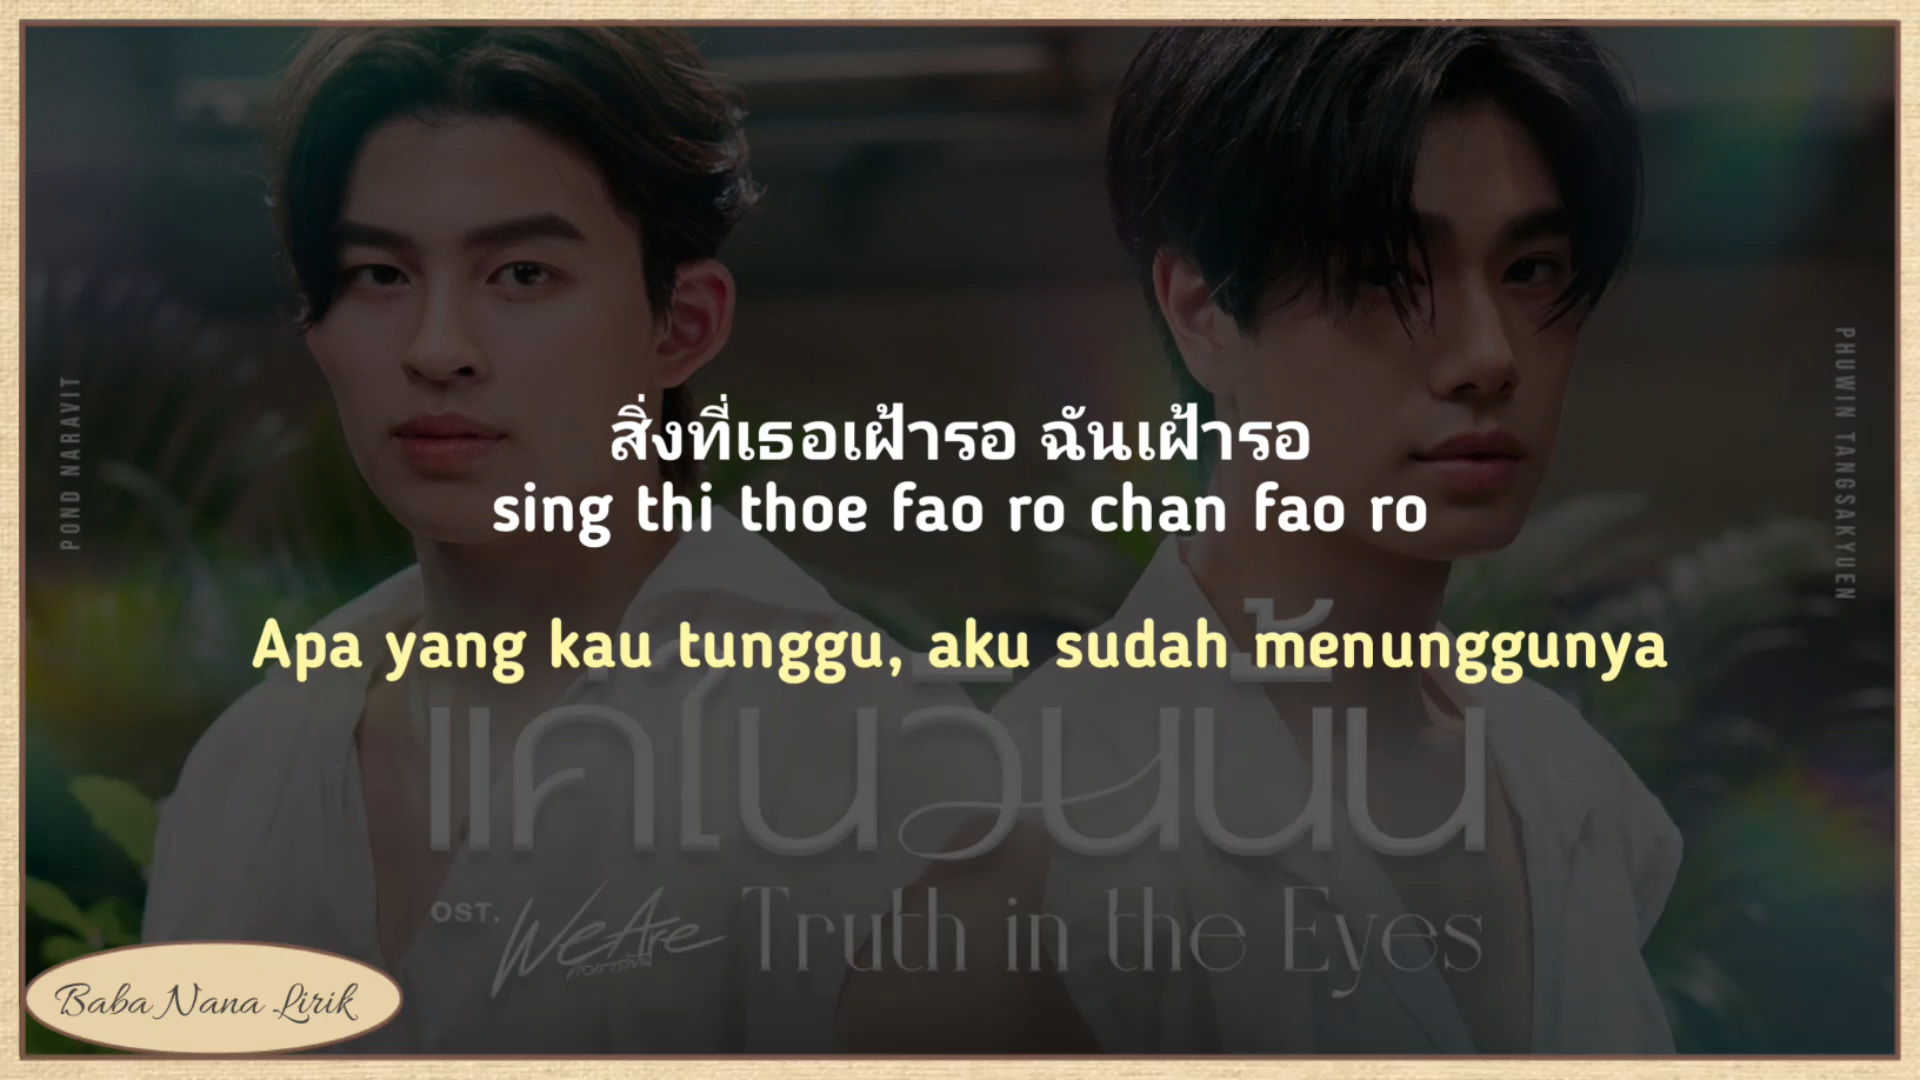 POND NARAVIT
PHUWIN TANGSAKYUEN
สิ่งที่เธอเฝ้ารอ ฉันเฝ้ารอ
sing thi thoe fao ro chan fao ro
Apa yang kau tunggu, aku sudah menunggunya
แค่ในวันนั้น
OST. We Are Truth in the Eyes
Baba Nana Lirik